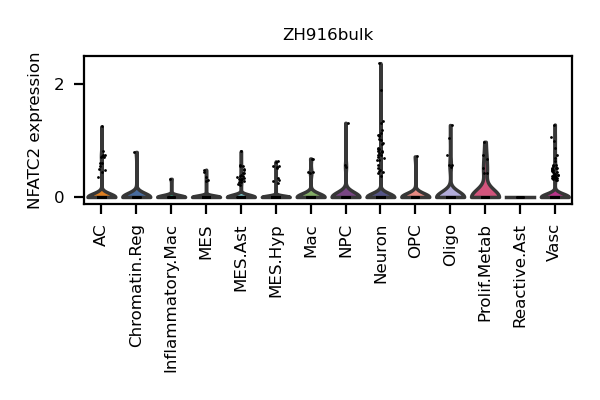 ZH916bulk
NFATC2 expression
2
0
AC
Chromatin.Reg
Inflammatory.Mac
MES
MES.Ast
MES.Hyp
Mac
NPC
Neuron
OPC
Oligo
Prolif.Metab
Reactive.Ast
Vasc